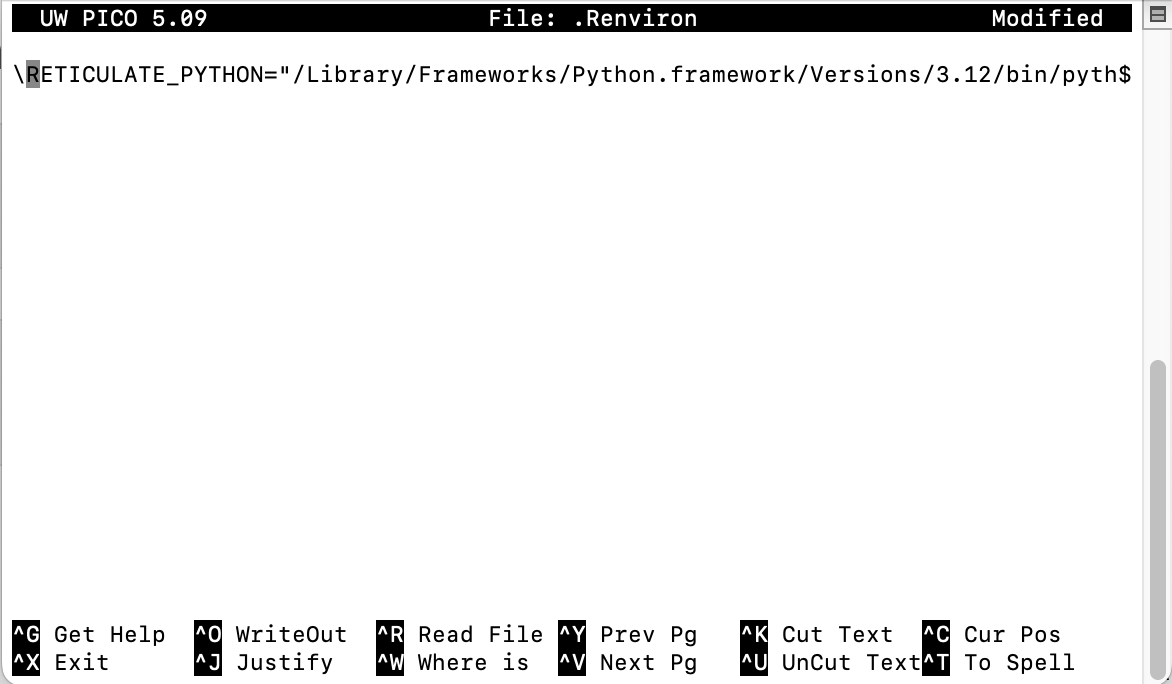 UW PICO 5.09 File: .Renviron Modified
\RETICULATE_PYTHON="/Library/Frameworks/Python.framework/Versions/3.12/bin/pyth$
^G Get Help ^O WriteOut ^R Read File ^Y Prev Pg ^K Cut Text ^C Cur Pos
^X Exit ^J Justify ^W Where is ^V Next Pg ^U UnCut Text ^T To Spell